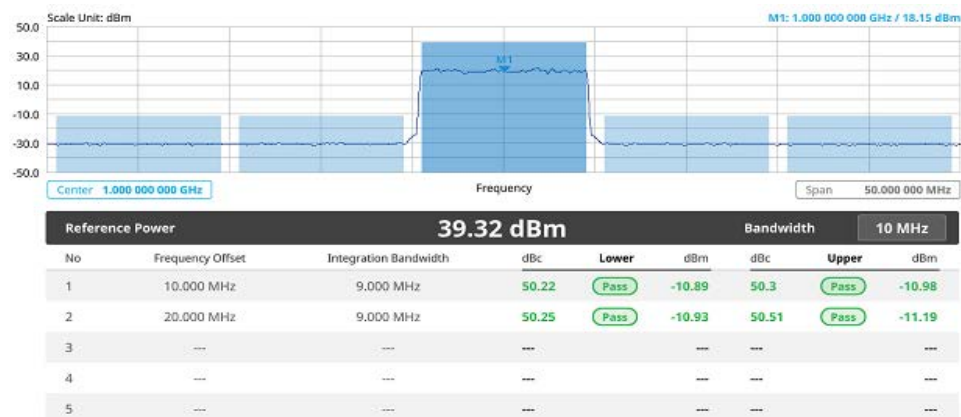 Scale Unit: dBm M1: 1.000 000 000 GHz / 18.15 dBm
50.0
30.0
M1
10.0
-10.0
-30.0
-50.0
Center 1.000 000 000 GHz Frequency Span 50.000 000 MHz
Reference Power 39.32 dBm Bandwidth 10 MHz
No Frequency Offset Integration Bandwidth dBc Lower dBm dBc Upper dBm
1 10.000 MHz 9.000 MHz 50.22 Pass -10.89 50.3 Pass -10.98
2 20.000 MHz 9.000 MHz 50.25 Pass -10.93 50.51 Pass -11.19
3 --- --- --- --- --- ---
4 --- --- --- --- --- ---
5 --- --- --- --- --- ---